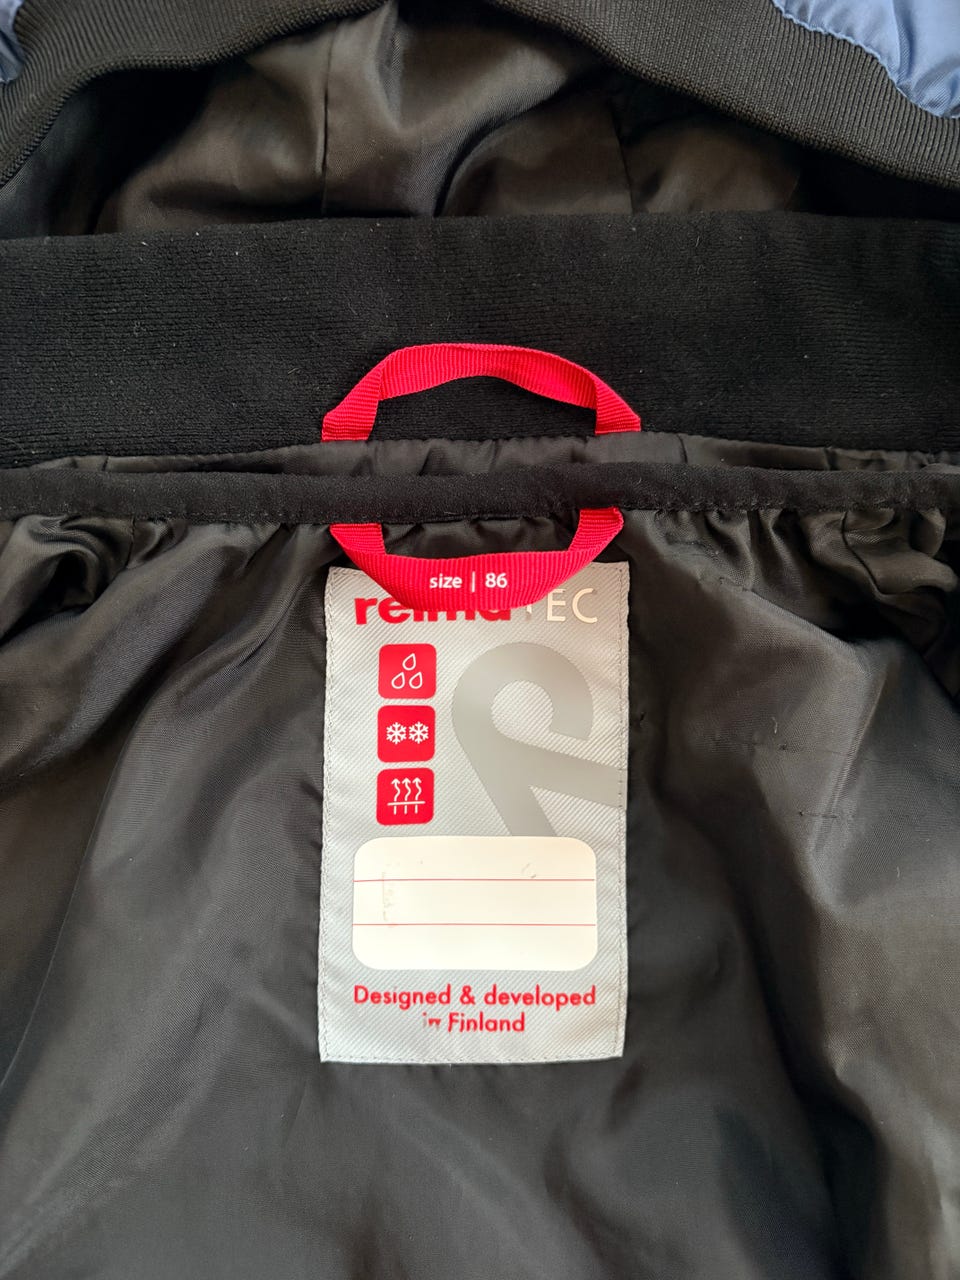 size | 86
reimaTEC
Designed & developed
in Finland